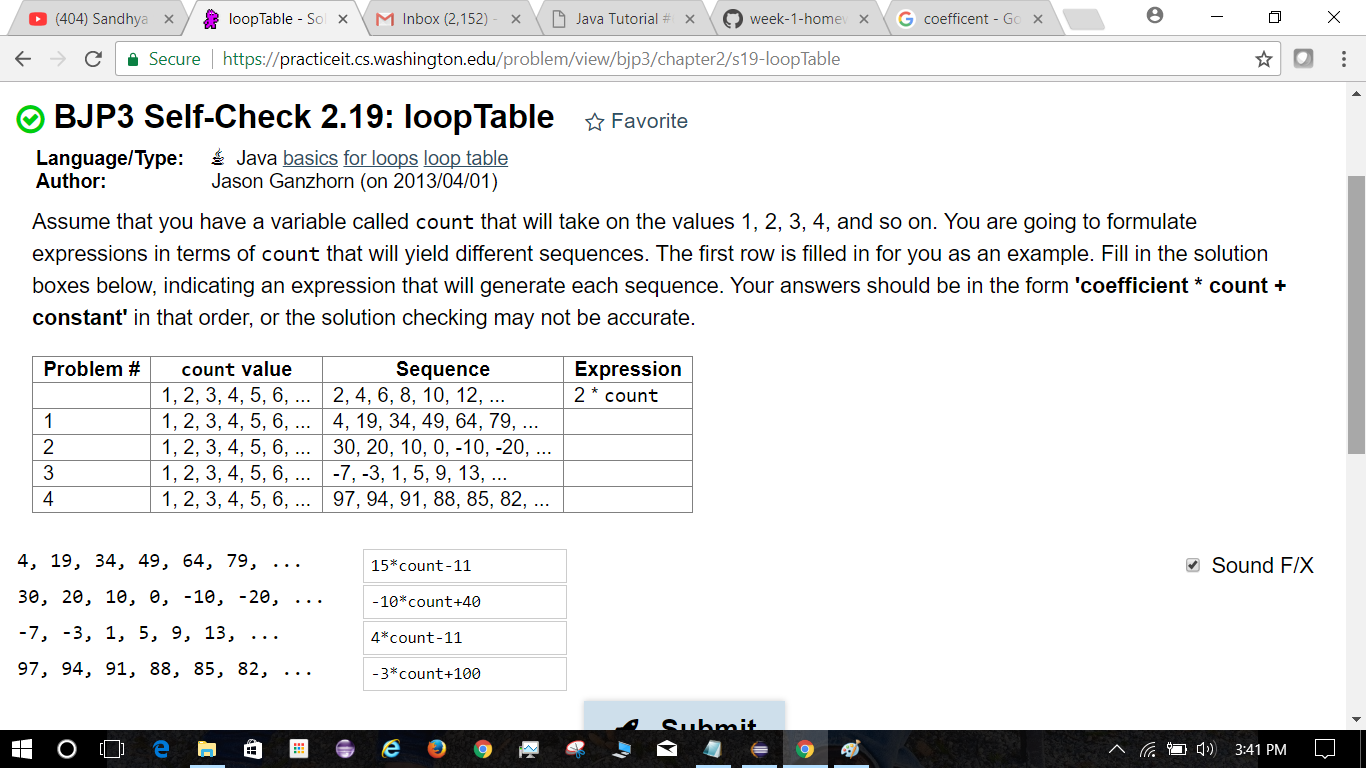 (404) Sandhya
loopTable - Sol
Inbox (2,152) -
Java Tutorial #
week-1-homew
coefficent - Go
Secure
https://practiceit.cs.washington.edu/problem/view/bjp3/chapter2/s19-loopTable
BJP3 Self-Check 2.19: loopTable
Favorite
Language/Type: Java basics for loops loop table
Author: Jason Ganzhorn (on 2013/04/01)
Assume that you have a variable called count that will take on the values 1, 2, 3, 4, and so on. You are going to formulate
expressions in terms of count that will yield different sequences. The first row is filled in for you as an example. Fill in the solution
boxes below, indicating an expression that will generate each sequence. Your answers should be in the form 'coefficient * count +
constant' in that order, or the solution checking may not be accurate.
Problem # count value Sequence Expression
1, 2, 3, 4, 5, 6, ... 2, 4, 6, 8, 10, 12, ... 2 * count
1 1, 2, 3, 4, 5, 6, ... 4, 19, 34, 49, 64, 79, ...
2 1, 2, 3, 4, 5, 6, ... 30, 20, 10, 0, -10, -20, ...
3 1, 2, 3, 4, 5, 6, ... -7, -3, 1, 5, 9, 13, ...
4 1, 2, 3, 4, 5, 6, ... 97, 94, 91, 88, 85, 82, ...
4, 19, 34, 49, 64, 79, ... 15*count-11
Sound F/X
30, 20, 10, 0, -10, -20, ... -10*count+40
-7, -3, 1, 5, 9, 13, ... 4*count-11
97, 94, 91, 88, 85, 82, ... -3*count+100
Submit
3:41 PM